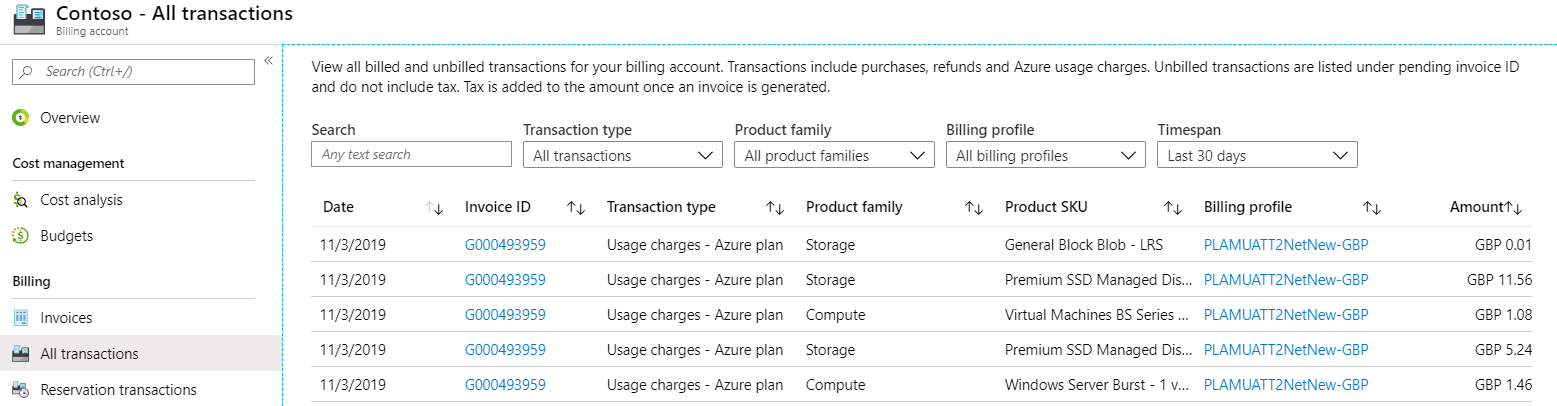 Contoso - All transactions
Billing account
Search (Ctrl+/)
«
Overview
Cost management
Cost analysis
Budgets
Billing
Invoices
All transactions
Reservation transactions
View all billed and unbilled transactions for your billing account. Transactions include purchases, refunds and Azure usage charges. Unbilled transactions are listed under pending invoice ID
and do not include tax. Tax is added to the amount once an invoice is generated.
Search Transaction type Product family Billing profile Timespan
Any text search All transactions All product families All billing profiles Last 30 days
Date Invoice ID Transaction type Product family Product SKU Billing profile Amount
11/3/2019 G000493959 Usage charges - Azure plan Storage General Block Blob - LRS PLAMUATT2NetNew-GBP GBP 0.01
11/3/2019 G000493959 Usage charges - Azure plan Storage Premium SSD Managed Dis... PLAMUATT2NetNew-GBP GBP 11.56
11/3/2019 G000493959 Usage charges - Azure plan Compute Virtual Machines BS Series ... PLAMUATT2NetNew-GBP GBP 1.08
11/3/2019 G000493959 Usage charges - Azure plan Storage Premium SSD Managed Dis... PLAMUATT2NetNew-GBP GBP 5.24
11/3/2019 G000493959 Usage charges - Azure plan Compute Windows Server Burst - 1 v... PLAMUATT2NetNew-GBP GBP 1.46